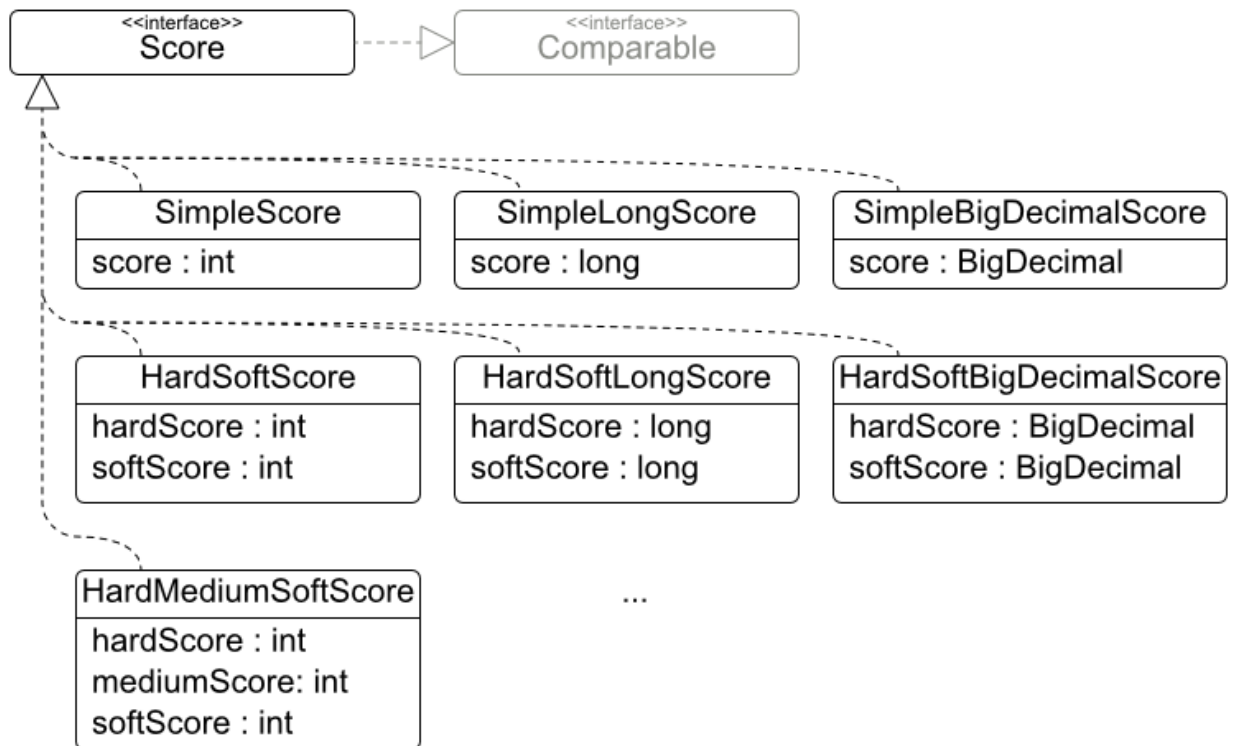 <<interface>>
Score
<<interface>>
Comparable
SimpleScore
score : int
SimpleLongScore
score : long
SimpleBigDecimalScore
score : BigDecimal
HardSoftScore
hardScore : int
softScore : int
HardSoftLongScore
hardScore : long
softScore : long
HardSoftBigDecimalScore
hardScore : BigDecimal
softScore : BigDecimal
HardMediumSoftScore
hardScore : int
mediumScore: int
softScore : int
...